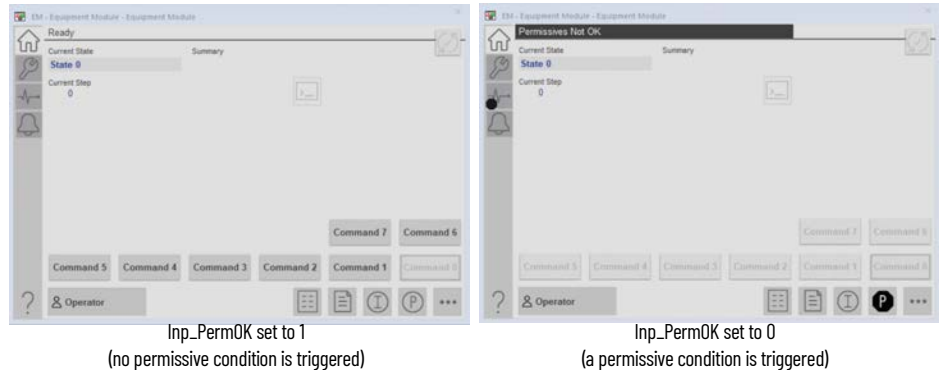 EM - Equipment Module - Equipment Module
Ready
Current State
Summary
State 0
Current Step
0
Command 7
Command 6
Command 5
Command 4
Command 3
Command 2
Command 1
Command 0
Operator
Inp_PermOK set to 1
(no permissive condition is triggered)
EM - Equipment Module - Equipment Module
Permissives Not OK
Current State
Summary
State 0
Current Step
0
Command 7
Command 6
Command 5
Command 4
Command 3
Command 2
Command 1
Command 0
Operator
P
Inp_PermOK set to 0
(a permissive condition is triggered)